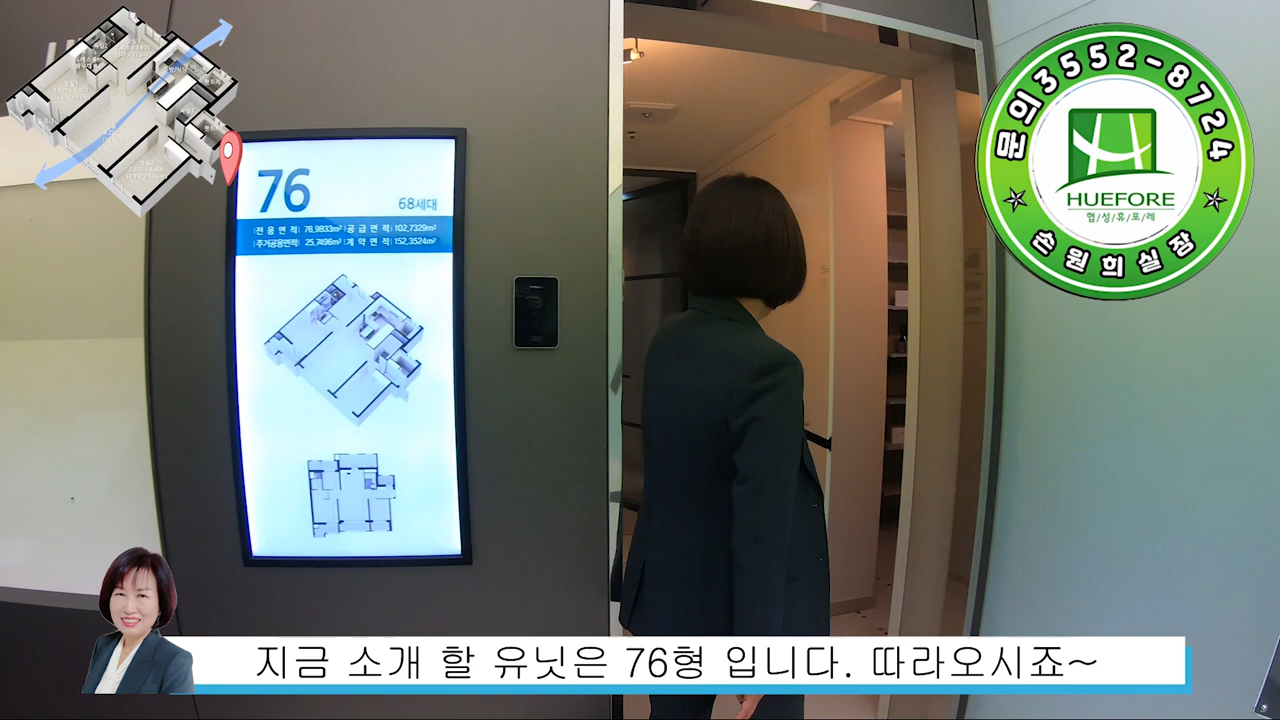 76
68세대
전 용 면 적 76,9833m² 공 급 면 적 102,7329m²
주거공용면적 25,7496m² 계 약 면 적 152,3524m²
문의3552-8724
HUEFORE
협/성/휴/포/레
손원희실장
지금 소개 할 유닛은 76형 입니다. 따라오시죠~